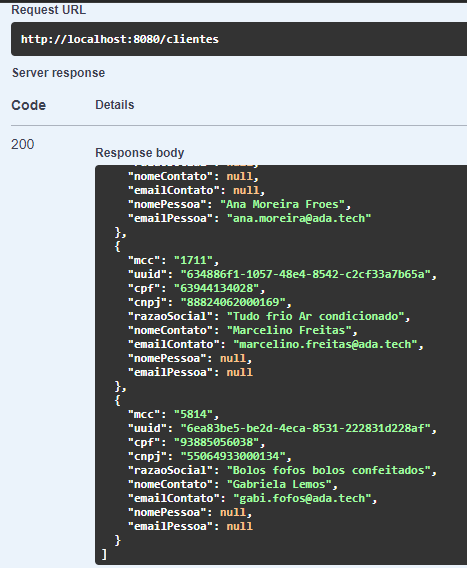 Request URL
http://localhost:8080/clientes
Server response
Code Details
200
Response body
"nomeContato": null,
"emailContato": null,
"nomePessoa": "Ana Moreira Froes",
"emailPessoa": "ana.moreira@ada.tech"
},
{
"mcc": "1711",
"uuid": "634886f1-1057-48e4-8542-c2cf33a7b65a",
"cpf": "63944134028",
"cnpj": "88824062000169",
"razaoSocial": "Tudo frio Ar condicionado",
"nomeContato": "Marcelino Freitas",
"emailContato": "marcelino.freitas@ada.tech",
"nomePessoa": null,
"emailPessoa": null
},
{
"mcc": "5814",
"uuid": "6ea83be5-be2d-4eca-8531-222831d228af",
"cpf": "93885056038",
"cnpj": "55064933000134",
"razaoSocial": "Bolos fofos bolos confeitados",
"nomeContato": "Gabriela Lemos",
"emailContato": "gabi.fofos@ada.tech",
"nomePessoa": null,
"emailPessoa": null
}
]